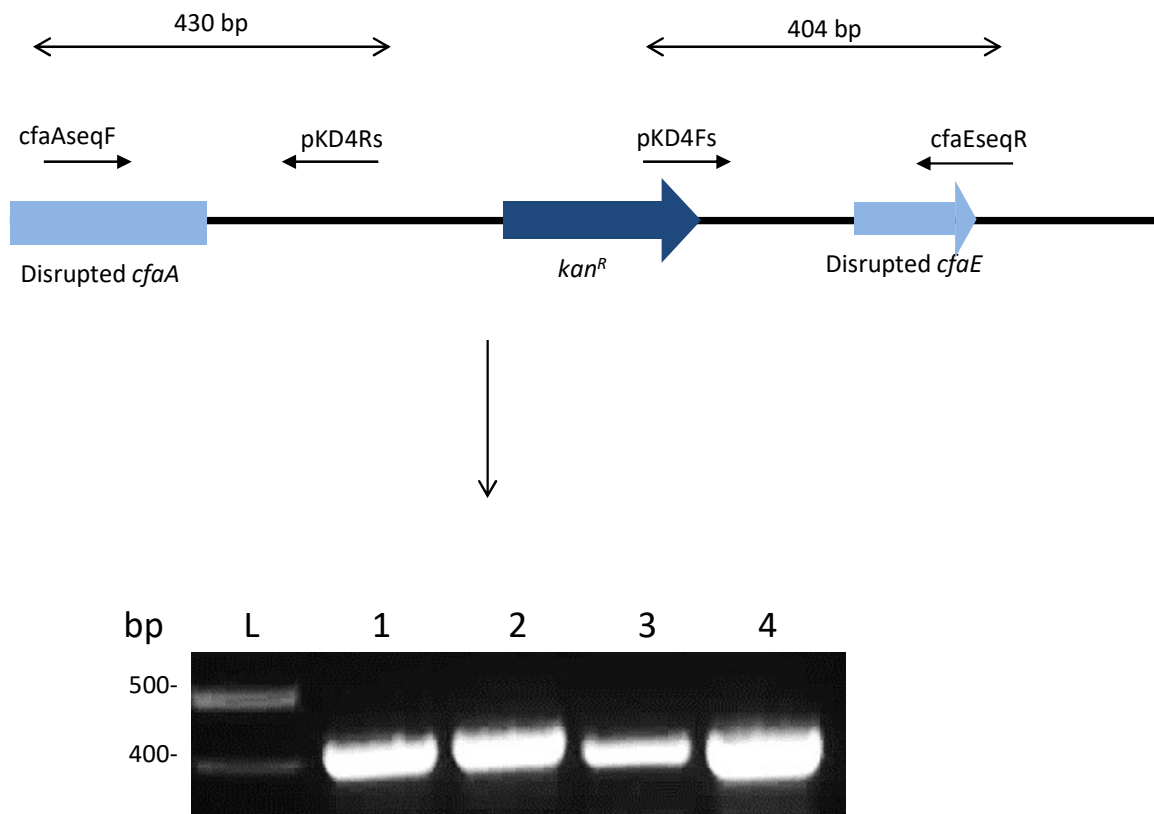 430 bp
404 bp
cfaAseqF
pKD4Rs
pKD4Fs
cfaEseqR
Disrupted cfaA
kanR
Disrupted cfaE
bp L 1 2 3 4
500-
400-